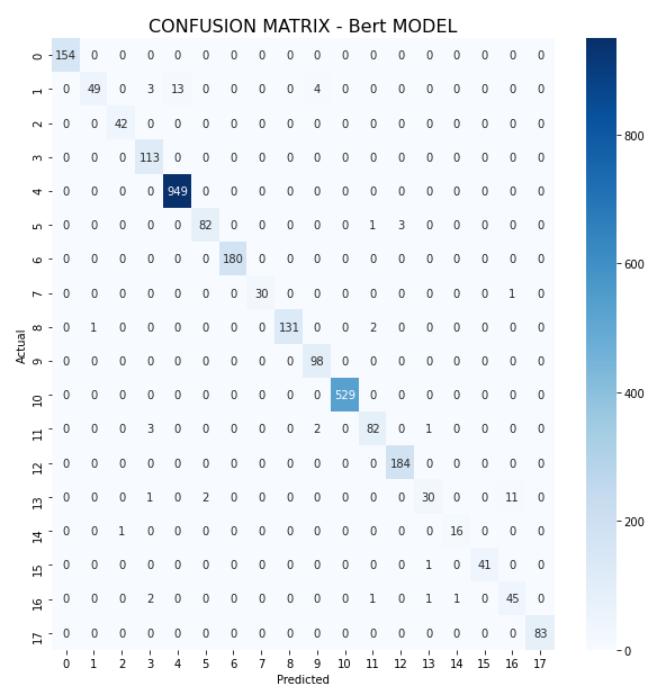 CONFUSION MATRIX - Bert MODEL
0 154 0 0 0 0 0 0 0 0 0 0 0 0 0 0 0 0 0
1 0 49 0 3 13 0 0 0 0 4 0 0 0 0 0 0 0 0
2 0 0 42 0 0 0 0 0 0 0 0 0 0 0 0 0 0 0
3 0 0 0 113 0 0 0 0 0 0 0 0 0 0 0 0 0 0
4 0 0 0 0 949 0 0 0 0 0 0 0 0 0 0 0 0 0
5 0 0 0 0 0 82 0 0 0 0 0 1 3 0 0 0 0 0
6 0 0 0 0 0 0 180 0 0 0 0 0 0 0 0 0 0 0
7 0 0 0 0 0 0 0 30 0 0 0 0 0 0 0 0 1 0
8 0 1 0 0 0 0 0 0 131 0 0 2 0 0 0 0 0 0
9 0 0 0 0 0 0 0 0 0 98 0 0 0 0 0 0 0 0
10 0 0 0 0 0 0 0 0 0 0 529 0 0 0 0 0 0 0
11 0 0 0 3 0 0 0 0 0 2 0 82 0 1 0 0 0 0
12 0 0 0 0 0 0 0 0 0 0 0 0 184 0 0 0 0 0
13 0 0 0 1 0 2 0 0 0 0 0 0 0 30 0 0 11 0
14 0 0 1 0 0 0 0 0 0 0 0 0 0 0 16 0 0 0
15 0 0 0 0 0 0 0 0 0 0 0 0 0 1 0 41 0 0
16 0 0 0 2 0 0 0 0 0 0 0 1 0 1 1 0 45 0
17 0 0 0 0 0 0 0 0 0 0 0 0 0 0 0 0 0 83
0 1 2 3 4 5 6 7 8 9 10 11 12 13 14 15 16 17
Predicted
Actual
800
600
400
200
0